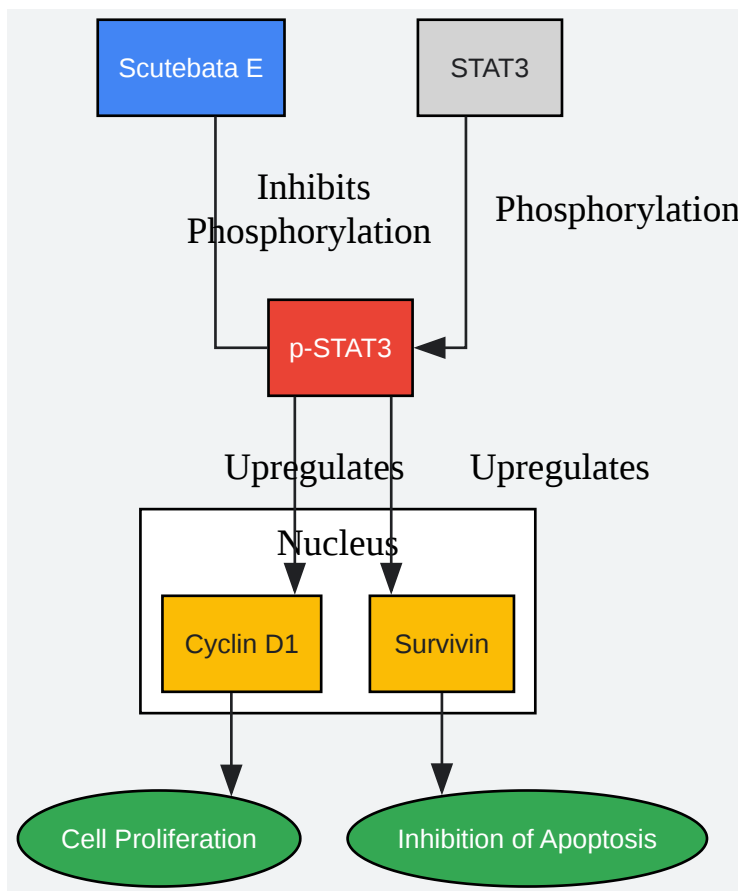 Scutebata E
STAT3
Inhibits
Phosphorylation
Phosphorylation
p-STAT3
Upregulates
Upregulates
Nucleus
Cyclin D1
Survivin
Cell Proliferation
Inhibition of Apoptosis